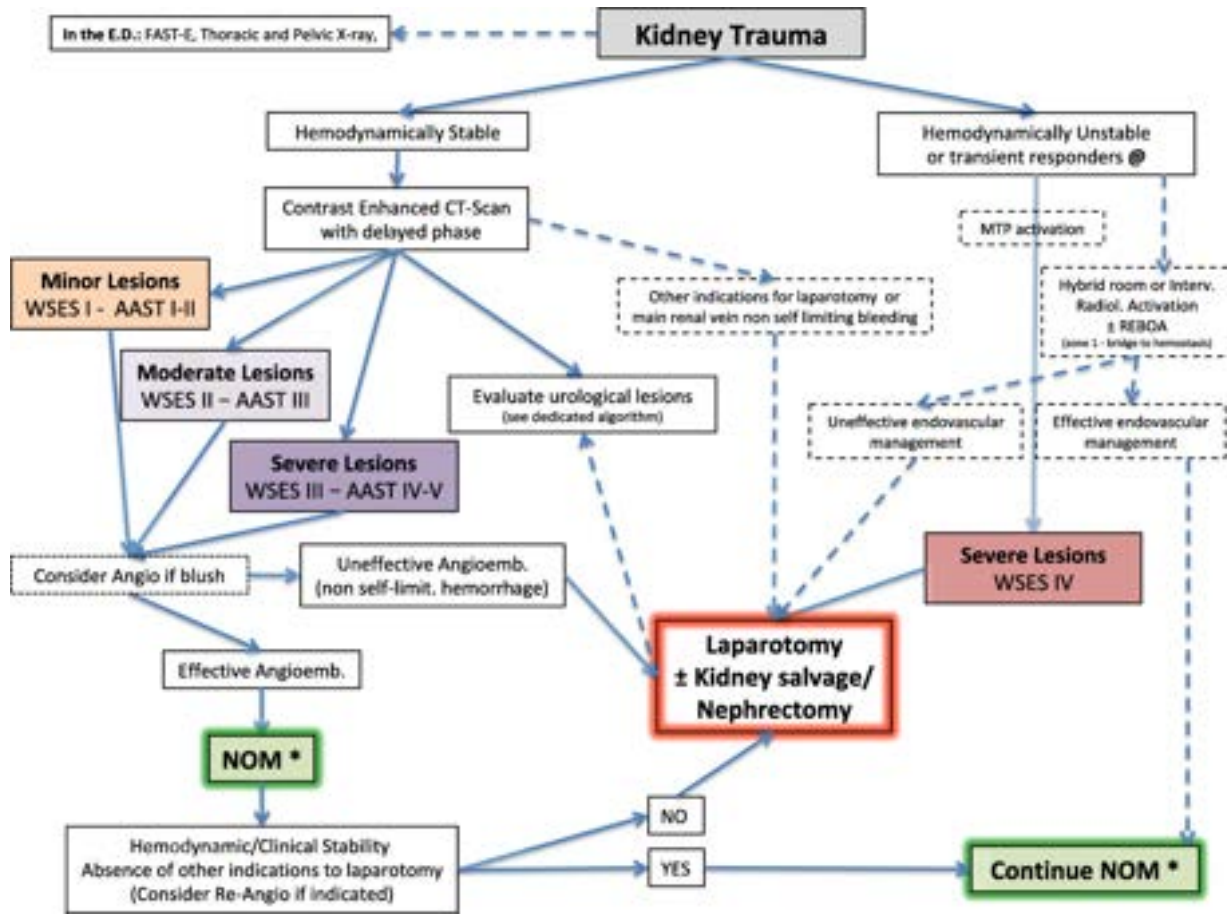 Kidney Trauma
In the E.D.: FAST-E, Thoracic and Pelvic X-ray,
Hemodynamically Stable
Hemodynamically Unstable
or transient responders @
Contrast Enhanced CT-Scan
with delayed phase
MTP activation
Minor Lesions
WSES I - AAST I-II
Other indications for laparotomy or
main renal vein non self limiting bleeding
Hybrid room or Interv.
Radiol. Activation
± REBOA
(zone 1 - bridge to hemostasis)
Moderate Lesions
WSES II – AAST III
Evaluate urological lesions
(see dedicated algorithm)
Uneffective endovascular
management
Effective endovascular
management
Severe Lesions
WSES III – AAST IV-V
Consider Angio if blush
Uneffective Angioemb.
(non self-limit. hemorrhage)
Severe Lesions
WSES IV
Laparotomy
± Kidney salvage/
Nephrectomy
Effective Angioemb.
NOM *
Hemodynamic/Clinical Stability
Absence of other indications to laparotomy
(Consider Re-Angio if indicated)
NO
YES
Continue NOM *